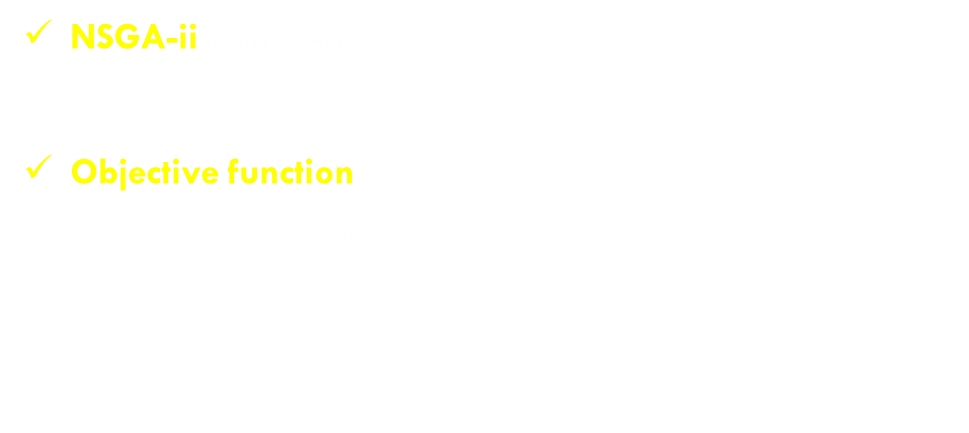 ✓ NSGA-ii
✓ Objective function